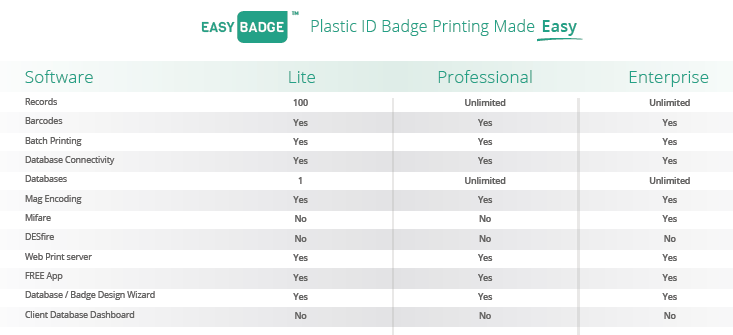 EASY BADGE ™ Plastic ID Badge Printing Made Easy
Software Lite Professional Enterprise
Records 100 Unlimited Unlimited
Barcodes Yes Yes Yes
Batch Printing Yes Yes Yes
Database Connectivity Yes Yes Yes
Databases 1 Unlimited Unlimited
Mag Encoding Yes Yes Yes
Mifare No No Yes
DESfire No No No
Web Print server Yes Yes Yes
FREE App Yes Yes Yes
Database / Badge Design Wizard Yes Yes Yes
Client Database Dashboard No No No